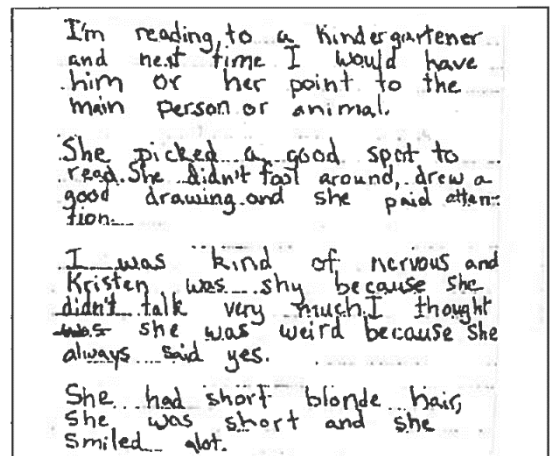 I'm reading to a kindergartener
and next time I would have
him or her point to the
main person or animal.
She picked a good spot to
read. She didn't fool around, drew a
good drawing and she paid atten-
tion.
I was kind of nervous and
Kristen was shy because she
didn't talk very much. I thought
she was weird because she
always said yes.
She had short blonde hair,
she was short and she
smiled alot.